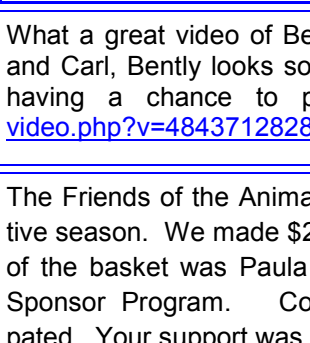 What a great video of Be
and Carl, Bently looks so
having a chance to p
video.php?v=4843712828
The Friends of the Anima
tive season. We made $2
of the basket was Paula
Sponsor Program. Co
pated. Your support was